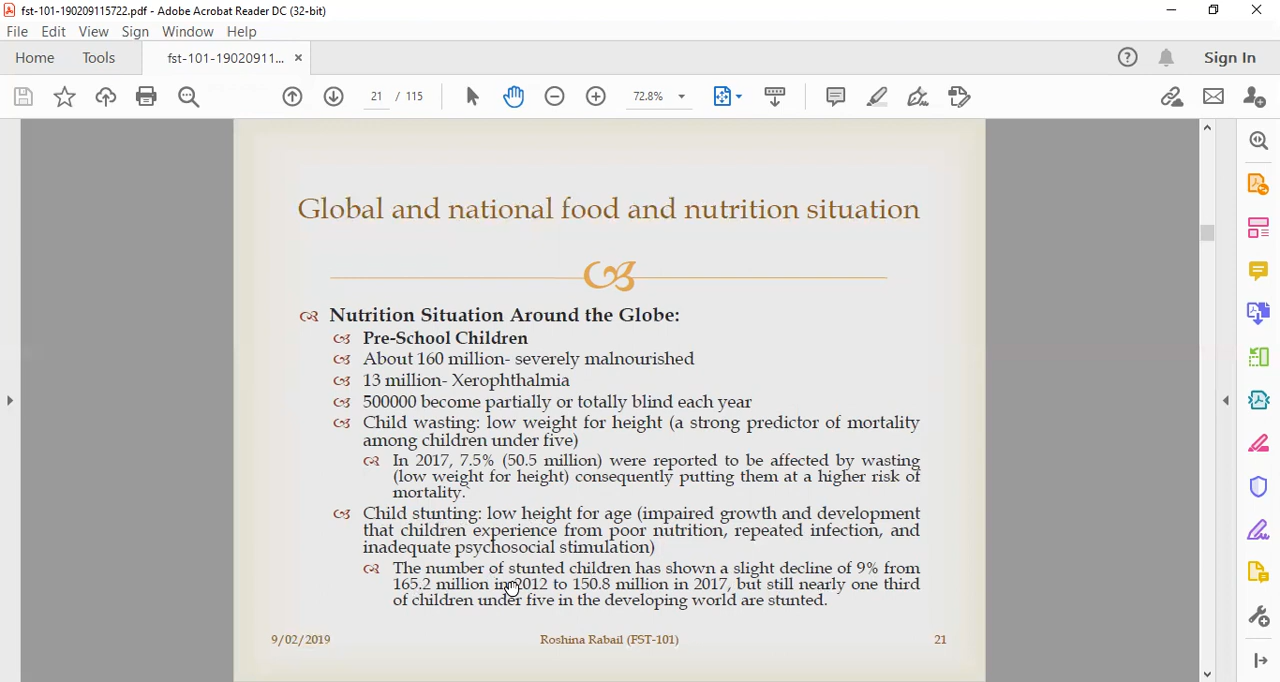 fst-101-190209115722.pdf - Adobe Acrobat Reader DC (32-bit)
File Edit View Sign Window Help
Home Tools fst-101-19020911... × Sign In
21 / 115 72.8%
Global and national food and nutrition situation
Nutrition Situation Around the Globe:
Pre-School Children
About 160 million- severely malnourished
13 million- Xerophthalmia
500000 become partially or totally blind each year
Child wasting: low weight for height (a strong predictor of mortality
among children under five)
In 2017, 7.5% (50.5 million) were reported to be affected by wasting
(low weight for height) consequently putting them at a higher risk of
mortality.`
Child stunting: low height for age (impaired growth and development
that children experience from poor nutrition, repeated infection, and
inadequate psychosocial stimulation)
The number of stunted children has shown a slight decline of 9% from
165.2 million in 2012 to 150.8 million in 2017, but still nearly one third
of children under five in the developing world are stunted.
9/02/2019 Roshina Rabail (FST-101) 21